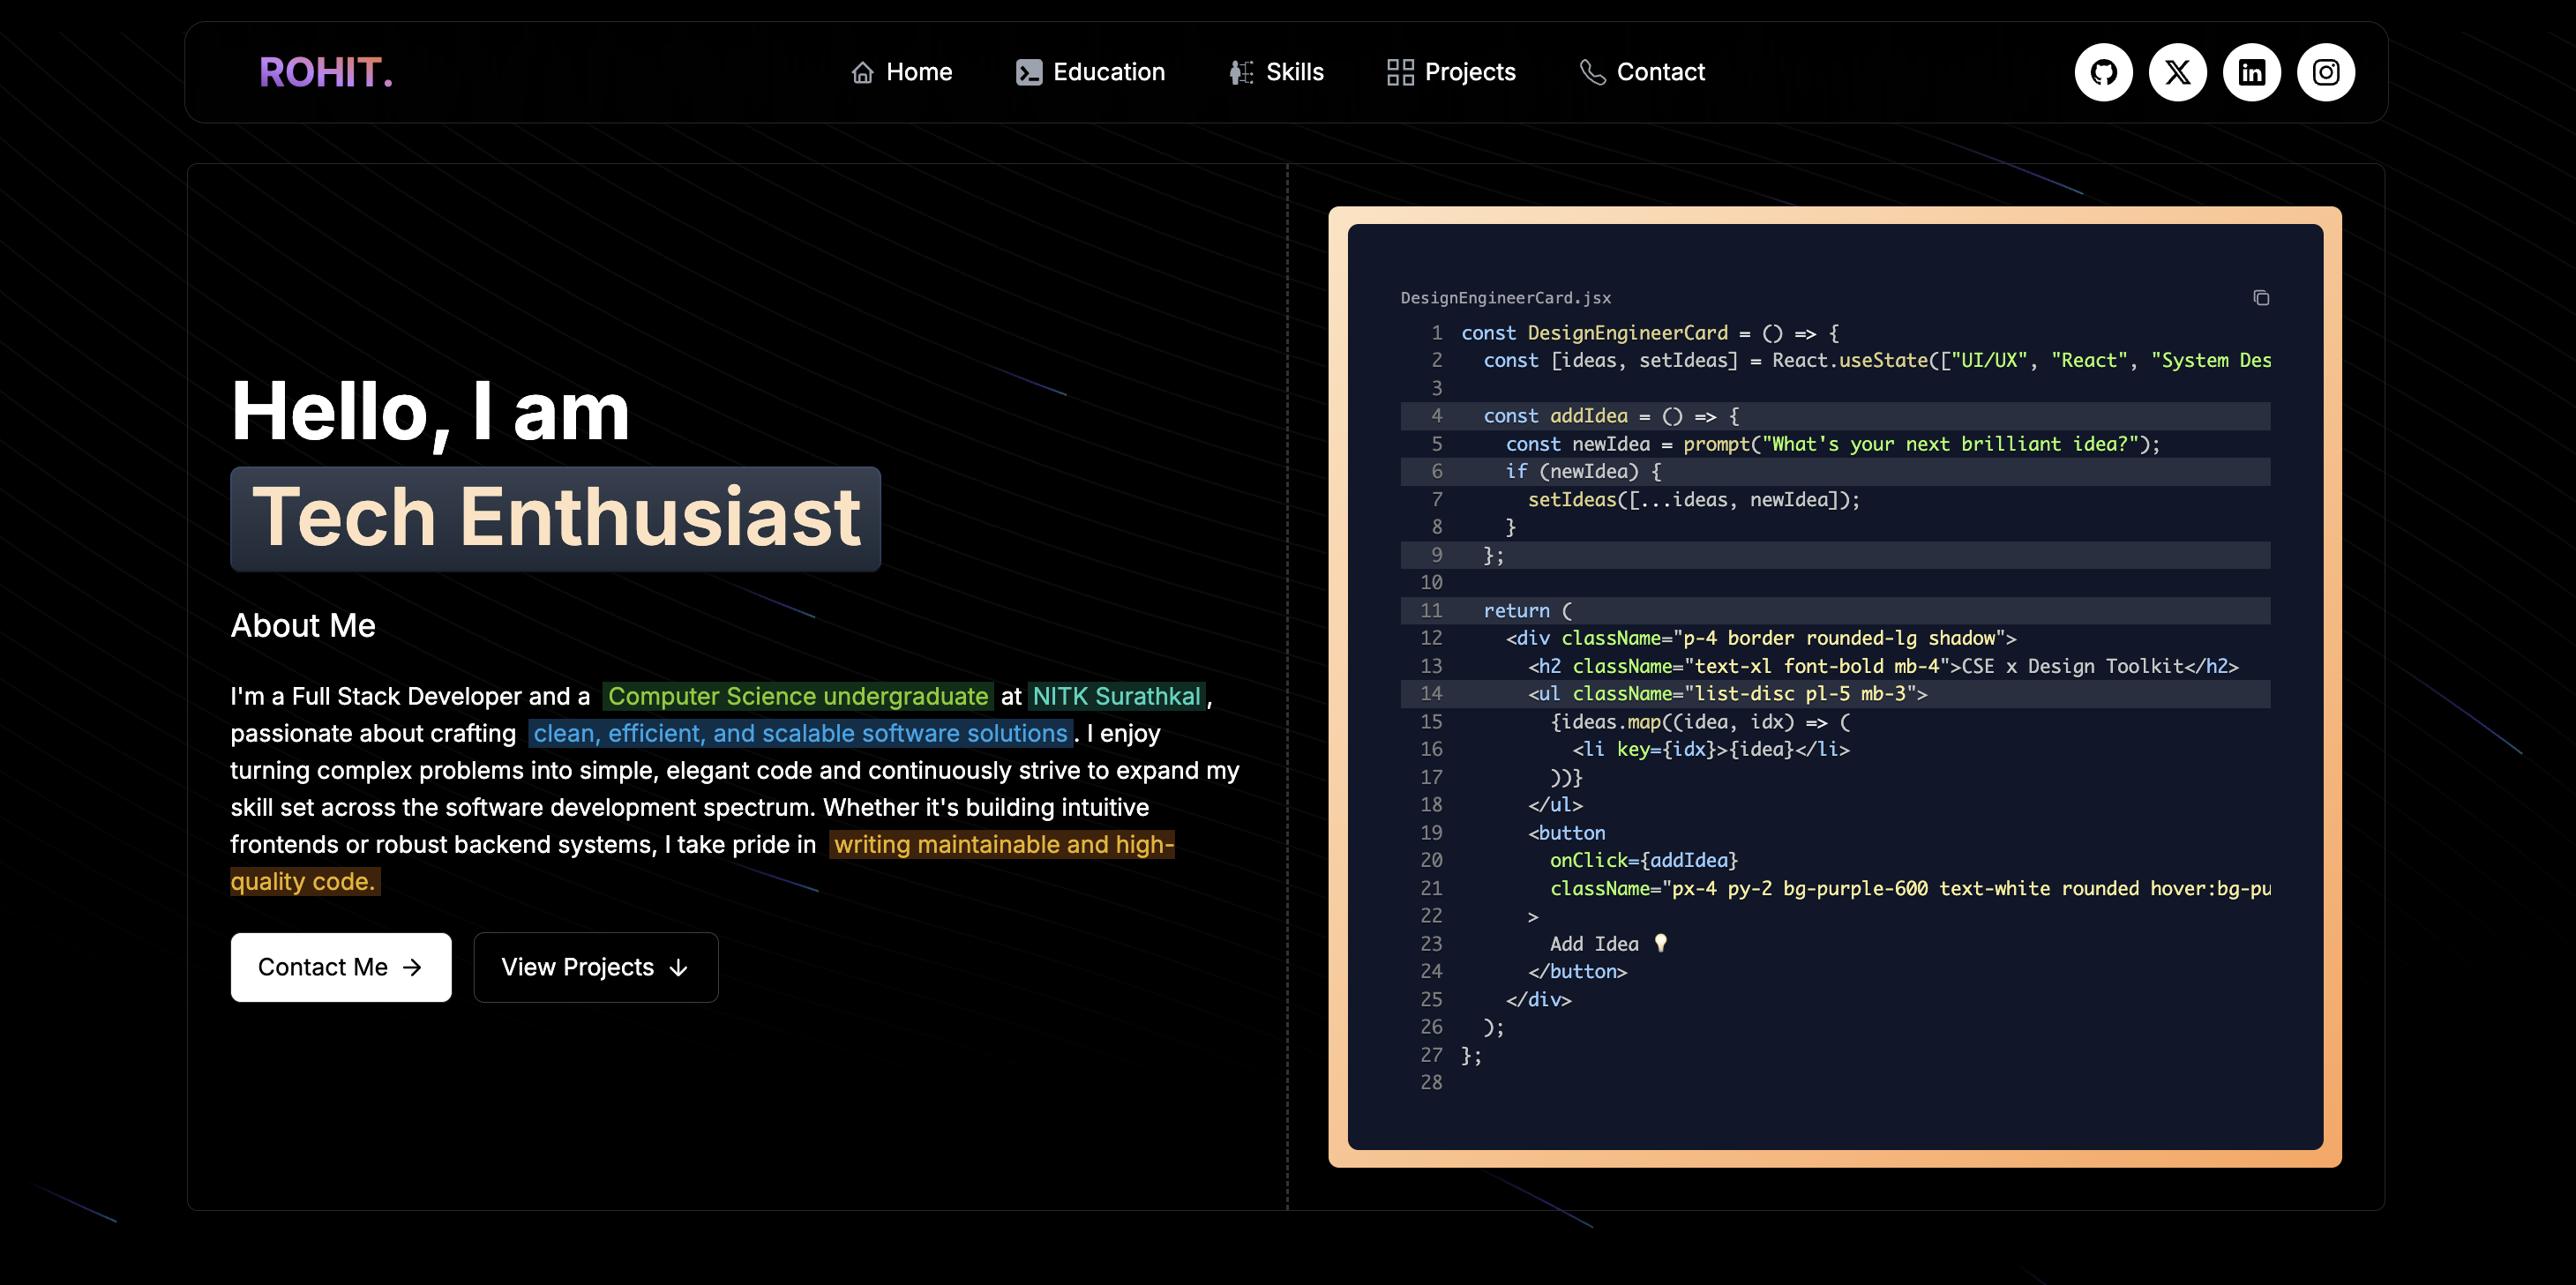 ROHIT.
Home
Education
Skills
Projects
Contact
Hello, I am
Tech Enthusiast
About Me
I'm a Full Stack Developer and a Computer Science undergraduate at NITK Surathkal,
passionate about crafting clean, efficient, and scalable software solutions. I enjoy
turning complex problems into simple, elegant code and continuously strive to expand my
skill set across the software development spectrum. Whether it's building intuitive
frontends or robust backend systems, I take pride in writing maintainable and high-
quality code.
Contact Me →
View Projects ↓
DesignEngineerCard.jsx
1 const DesignEngineerCard = () => {
2   const [ideas, setIdeas] = React.useState(["UI/UX", "React", "System Des
3
4   const addIdea = () => {
5     const newIdea = prompt("What's your next brilliant idea?");
6     if (newIdea) {
7       setIdeas([...ideas, newIdea]);
8     }
9   };
10
11   return (
12     <div className="p-4 border rounded-lg shadow">
13       <h2 className="text-xl font-bold mb-4">CSE x Design Toolkit</h2>
14       <ul className="list-disc pl-5 mb-3">
15         {ideas.map((idea, idx) => (
16           <li key={idx}>{idea}</li>
17         ))}
18       </ul>
19       <button
20         onClick={addIdea}
21         className="px-4 py-2 bg-purple-600 text-white rounded hover:bg-pu
22       >
23         Add Idea 💡
24       </button>
25     </div>
26   );
27 };
28